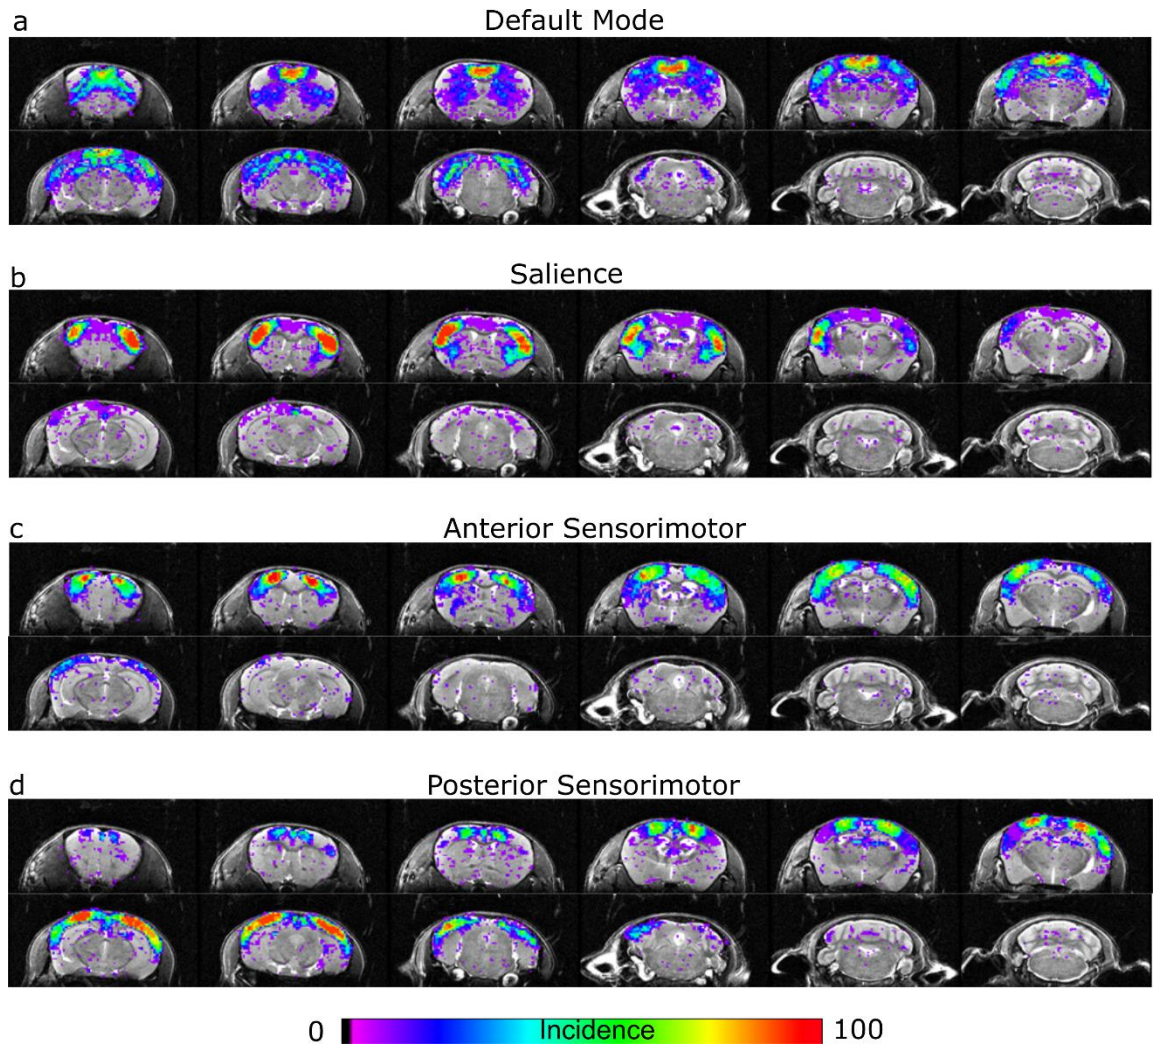 a
Default Mode
b
Salience
c
Anterior Sensorimotor
d
Posterior Sensorimotor
0 Incidence 100